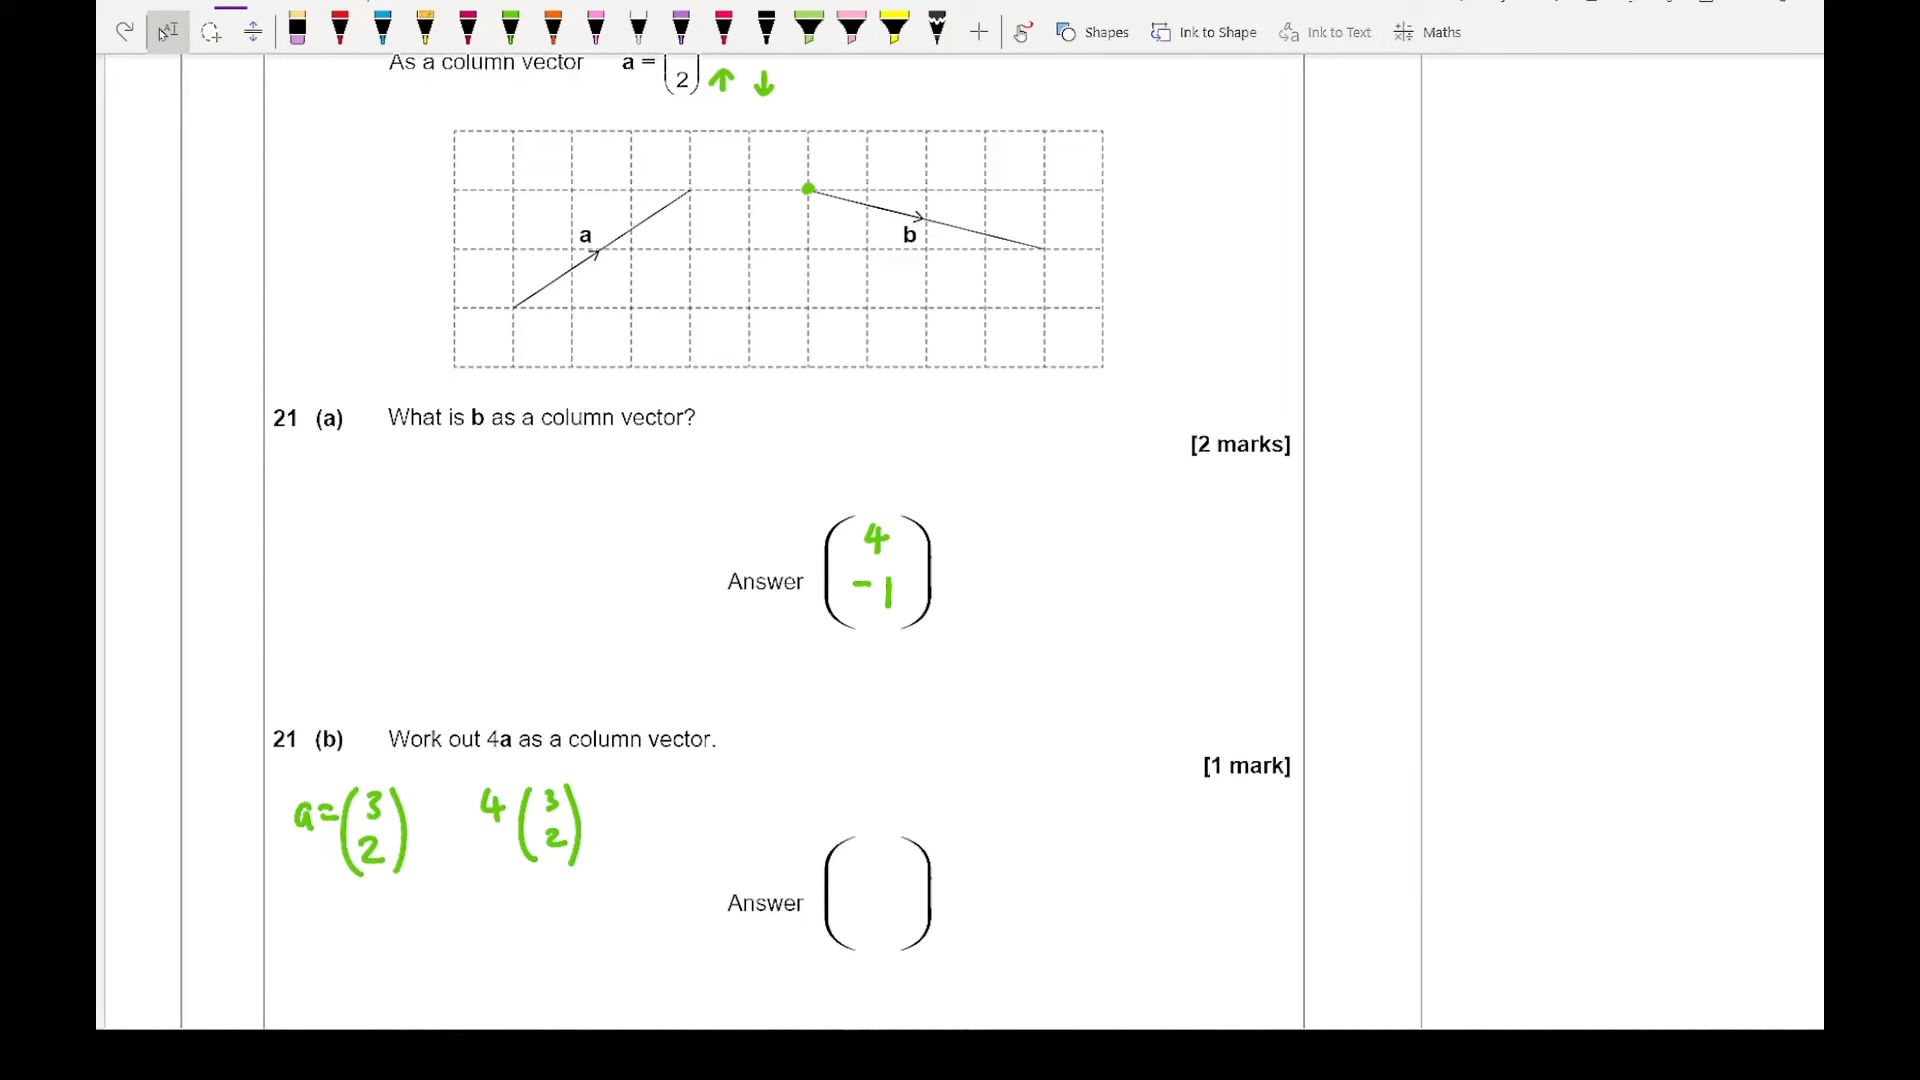 Shapes Ink to Shape Ink to Text Maths
As a column vector a = 2
a
b
21 (a) What is b as a column vector?
[2 marks]
4
Answer
-1
21 (b) Work out 4a as a column vector.
[1 mark]
a = (3 2) 4 (3 2)
Answer